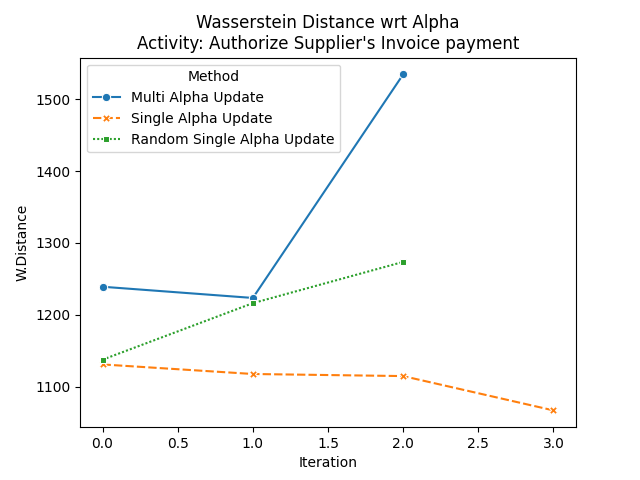 Wasserstein Distance wrt Alpha
Activity: Authorize Supplier's Invoice payment
Method
Multi Alpha Update
Single Alpha Update
Random Single Alpha Update
W.Distance
1500
1400
1300
1200
1100
0.0 0.5 1.0 1.5 2.0 2.5 3.0
Iteration